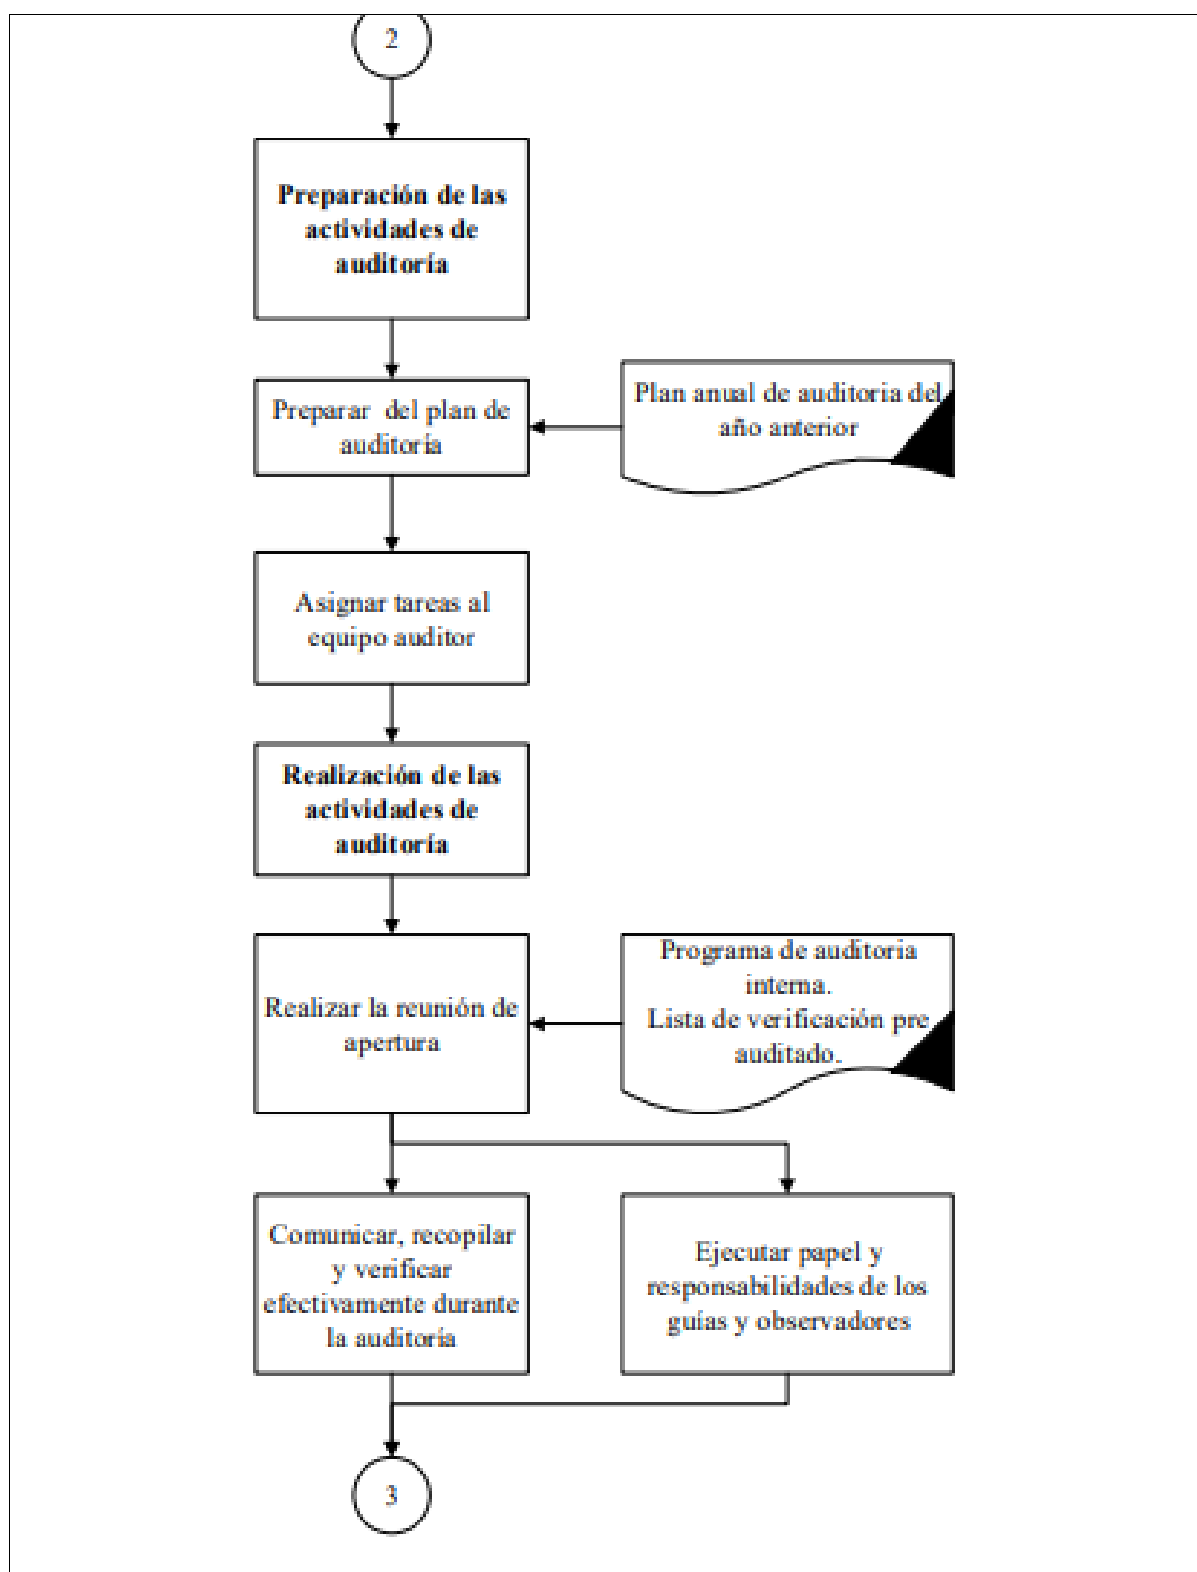 2
Preparación de las
actividades de
auditoría
Preparar del plan de
auditoría
Plan anual de auditoria del
año anterior
Asignar tareas al
equipo auditor
Realización de las
actividades de
auditoría
Realizar la reunión de
apertura
Programa de auditoria
interna.
Lista de verificación pre
auditado.
Comunicar, recopilar
y verificar
efectivamente durante
la auditoría
Ejecutar papel y
responsabilidades de los
guías y observadores
3